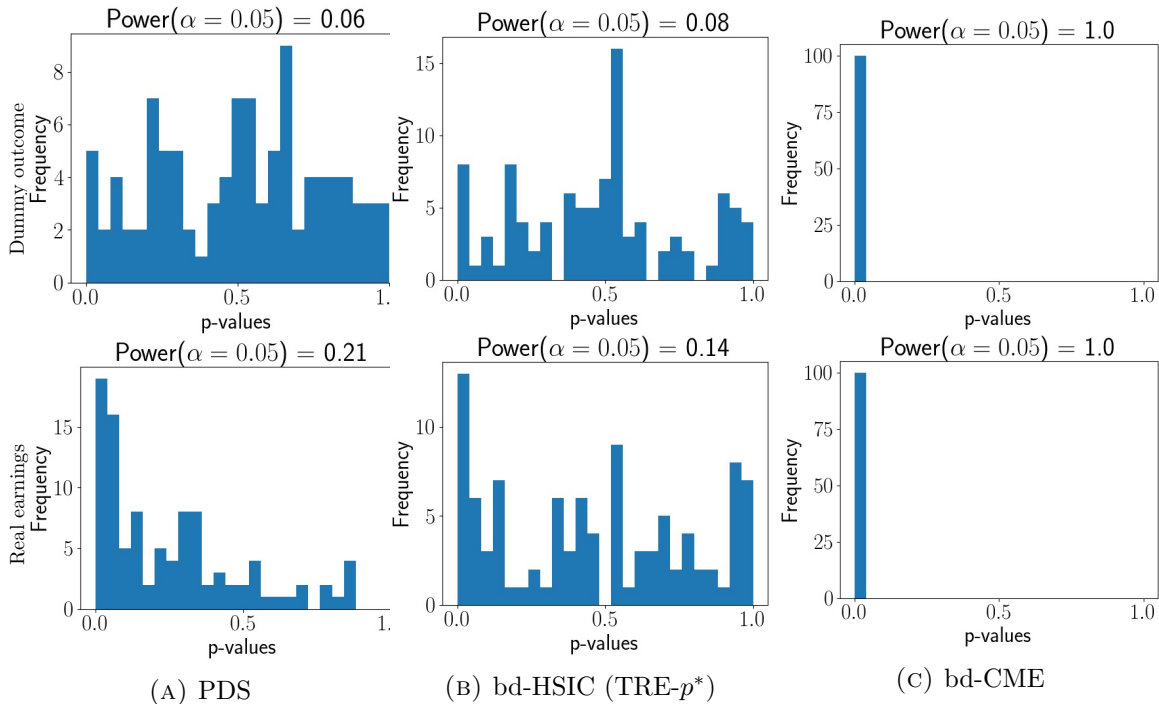 Power(α = 0.05) = 0.06
Dummy outcome
Frequency
8
6
4
2
0
0.0
0.5
1.
p-values
Power(α = 0.05) = 0.08
Frequency
15
10
5
0
0.0
0.5
1.0
p-values
Power(α = 0.05) = 1.0
Frequency
100
75
50
25
0
0.0
0.5
1.0
p-values
Power(α = 0.05) = 0.21
Real earnings
Frequency
15
10
5
0
0.0
0.5
1.
p-values
Power(α = 0.05) = 0.14
Frequency
10
5
0
0.0
0.5
1.0
p-values
Power(α = 0.05) = 1.0
Frequency
100
75
50
25
0
0.0
0.5
1.0
p-values
(A) PDS
(B) bd-HSIC (TRE-p*)
(C) bd-CME